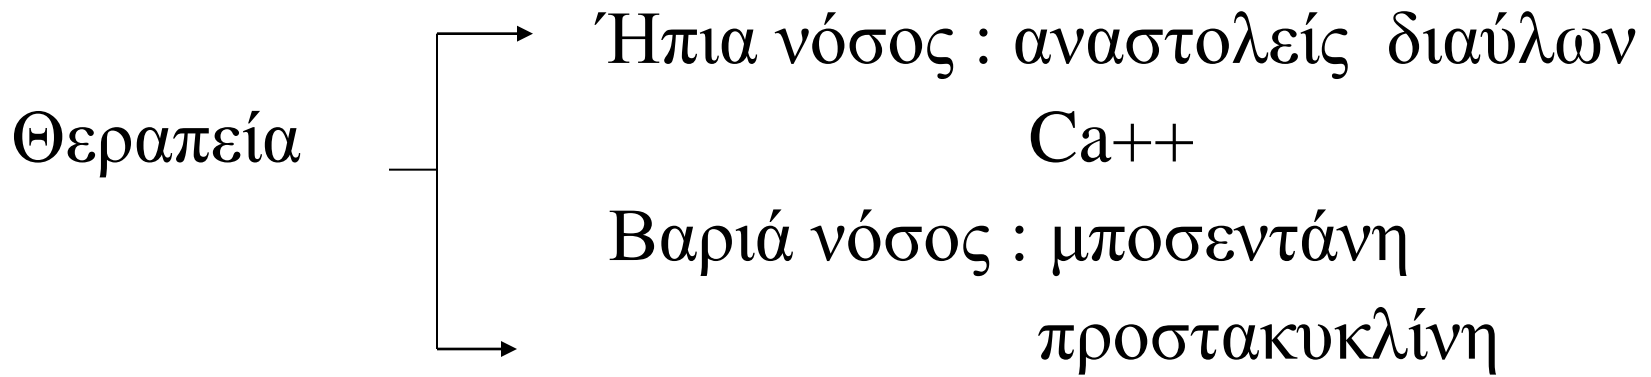 Ήπια νόσος : αναστολείς διαύλων
Θεραπεία Ca++
Βαριά νόσος : μποσεντάνη
προστακυκλίνη